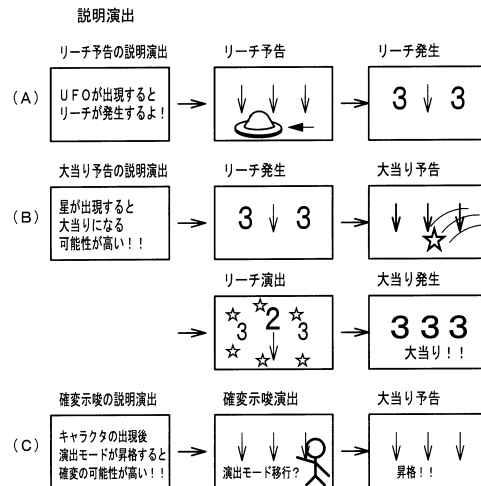 説明演出
リーチ予告の説明演出
リーチ予告
リーチ発生
(A)
UFOが出現すると
リーチが発生するよ！
3 3
大当り予告の説明演出
リーチ発生
大当り予告
(B)
星が出現すると
大当りになる
可能性が高い！！
3 3
リーチ演出
大当り発生
2
3 3
3 3 3
大当り！！
確変示唆の説明演出
確変示唆演出
大当り予告
(C)
キャラクタの出現後
演出モードが昇格すると
確変の可能性が高い！！
演出モード移行？
昇格！！